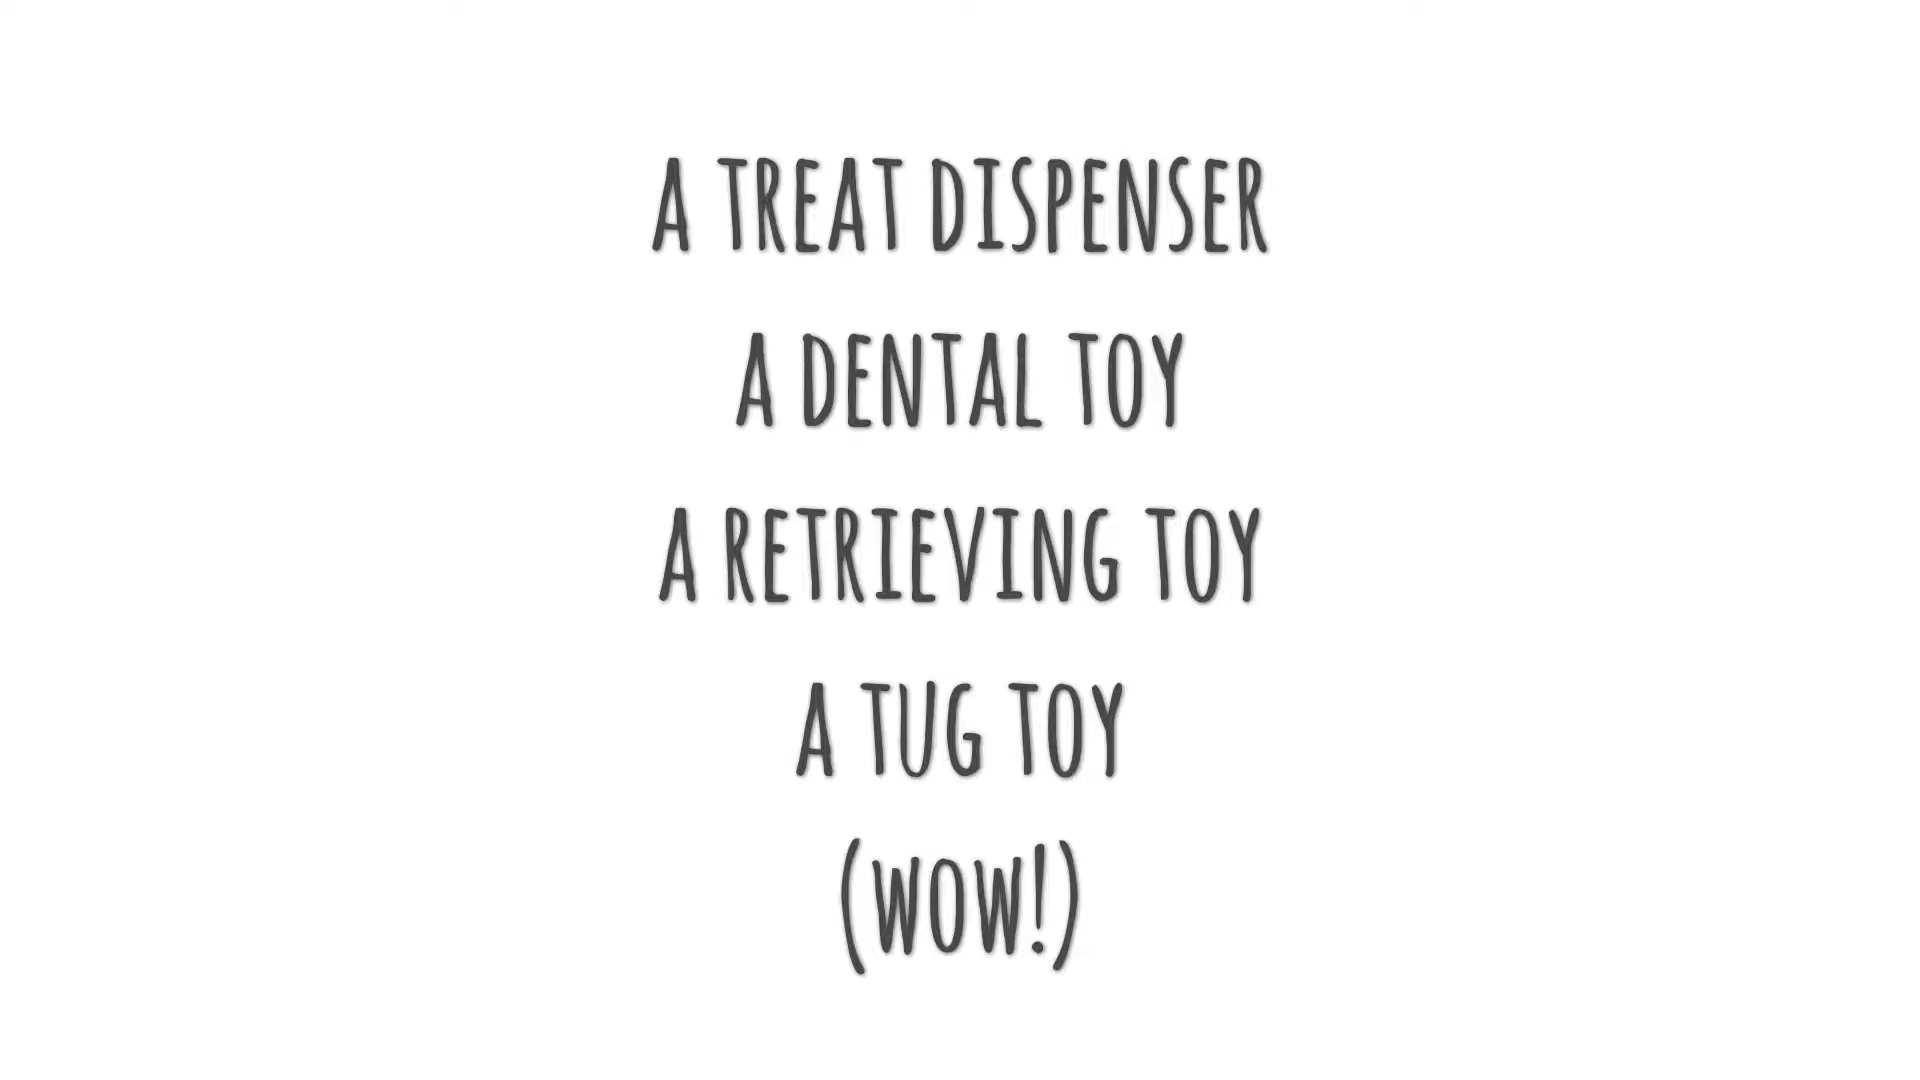 A TREAT DISPENSER
A DENTAL TOY
A RETRIEVING TOY
A TUG TOY
(WOW!)